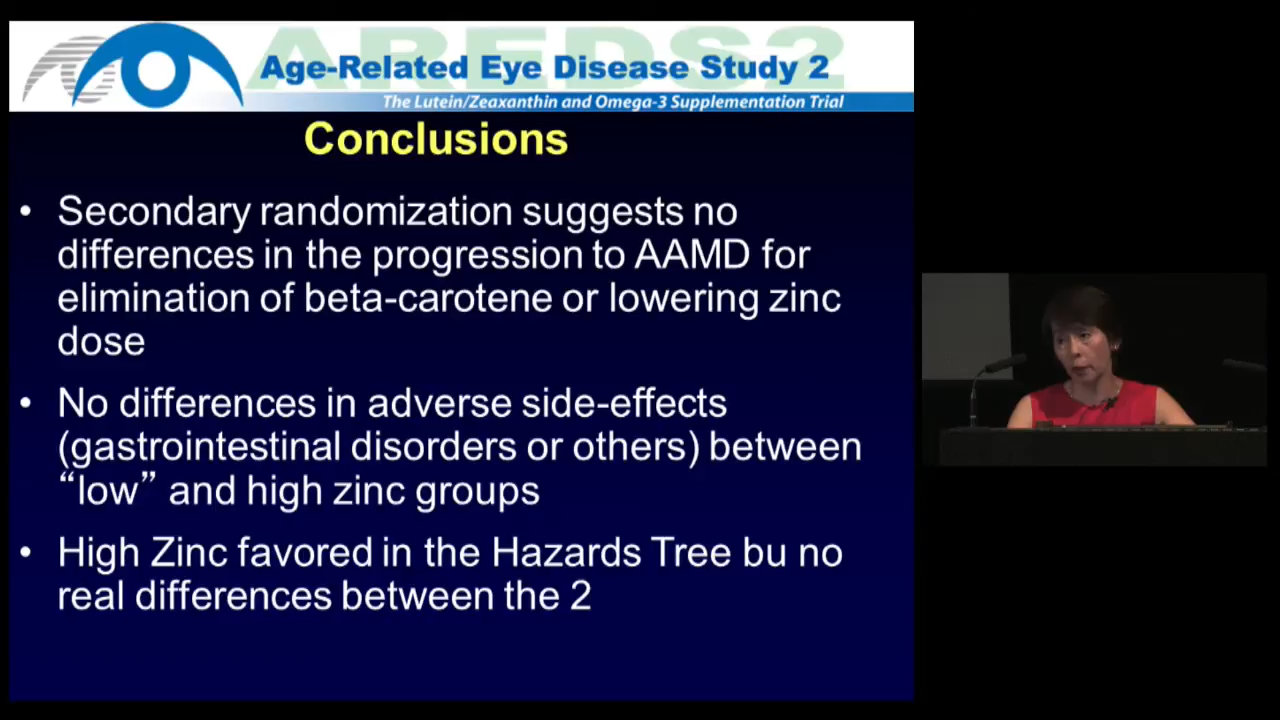 AREDS2
Age-Related Eye Disease Study 2
The Lutein/Zeaxanthin and Omega-3 Supplementation Trial
Conclusions
• Secondary randomization suggests no
differences in the progression to AAMD for
elimination of beta-carotene or lowering zinc
dose
• No differences in adverse side-effects
(gastrointestinal disorders or others) between
“low” and high zinc groups
• High Zinc favored in the Hazards Tree bu no
real differences between the 2